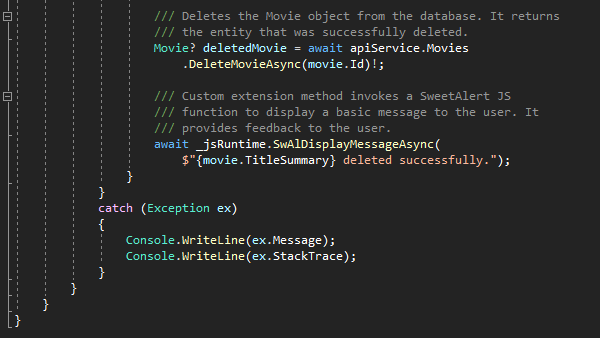 /// Deletes the Movie object from the database. It returns
/// the entity that was successfully deleted.
Movie? deletedMovie = await apiService.Movies
.DeleteMovieAsync(movie.Id)!;
/// Custom extension method invokes a SweetAlert JS
/// function to display a basic message to the user. It
/// provides feedback to the user.
await _jsRuntime.SwAlDisplayMessageAsync(
$"{movie.TitleSummary} deleted successfully.");
}
}
catch (Exception ex)
{
Console.WriteLine(ex.Message);
Console.WriteLine(ex.StackTrace);
}
}
}
}